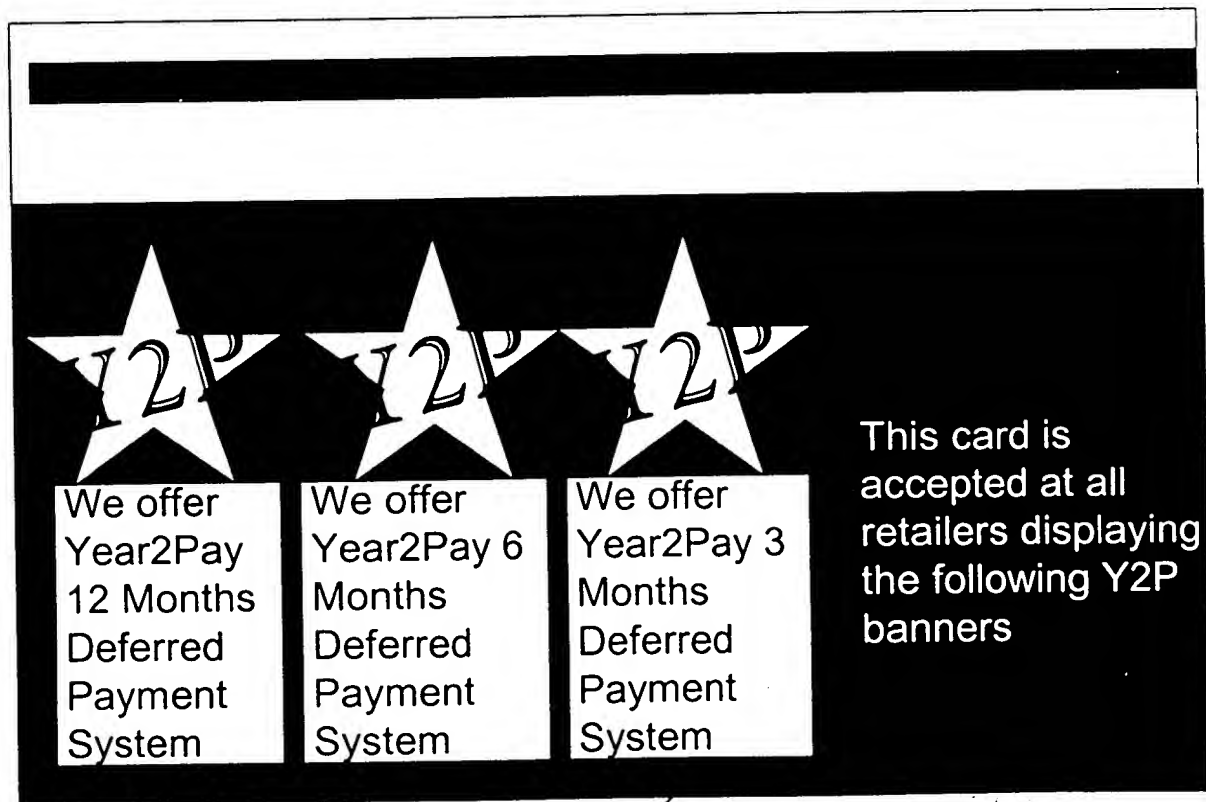 Y2P
Y2P
Y2P
We offer
Year2Pay
12 Months
Deferred
Payment
System
We offer
Year2Pay 6
Months
Deferred
Payment
System
We offer
Year2Pay 3
Months
Deferred
Payment
System
This card is
accepted at all
retailers displaying
the following Y2P
banners